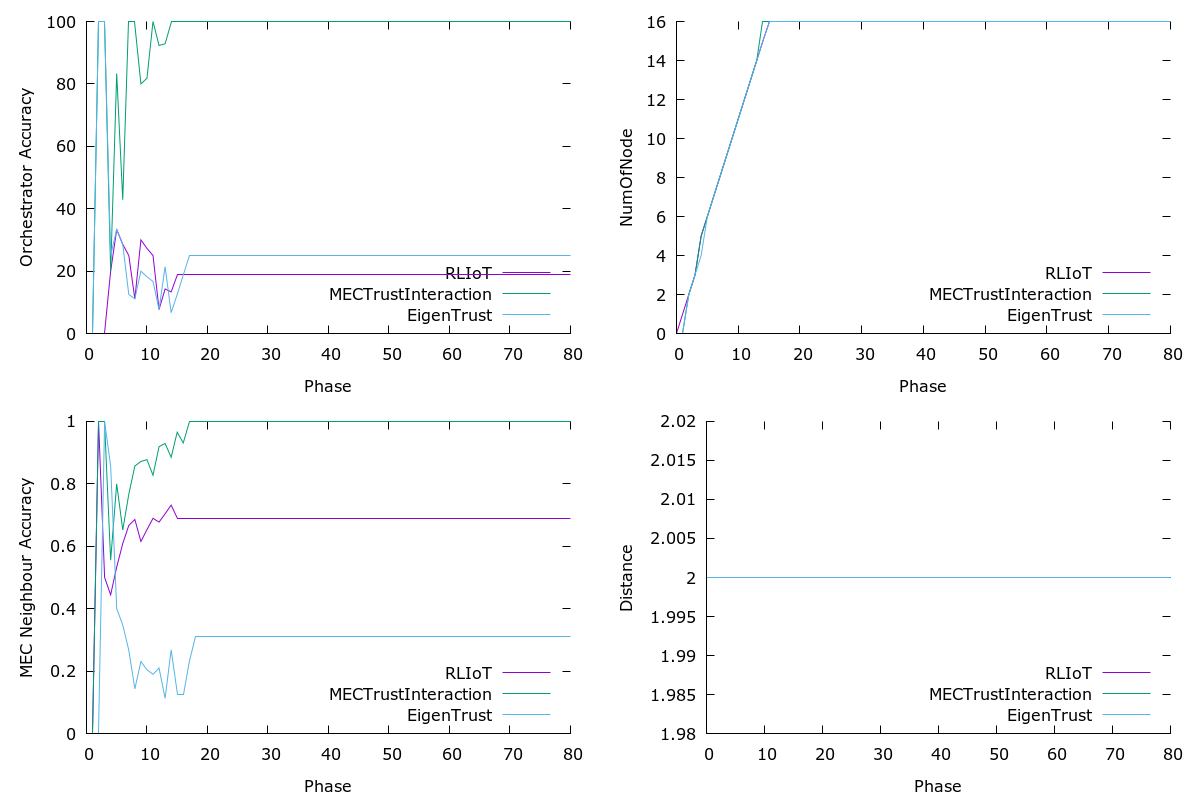 100
80
60
40
20
0
Orchestrator Accuracy
RLIoT
MECTrustInteraction
EigenTrust
0 10 20 30 40 50 60 70 80
Phase
16
14
12
10
8
6
4
2
0
NumOfNode
RLIoT
MECTrustInteraction
EigenTrust
0 10 20 30 40 50 60 70 80
Phase
1
0.8
0.6
0.4
0.2
0
MEC Neighbour Accuracy
RLIoT
MECTrustInteraction
EigenTrust
0 10 20 30 40 50 60 70 80
Phase
2.02
2.015
2.01
2.005
2
1.995
1.99
1.985
1.98
Distance
RLIoT
MECTrustInteraction
EigenTrust
0 10 20 30 40 50 60 70 80
Phase